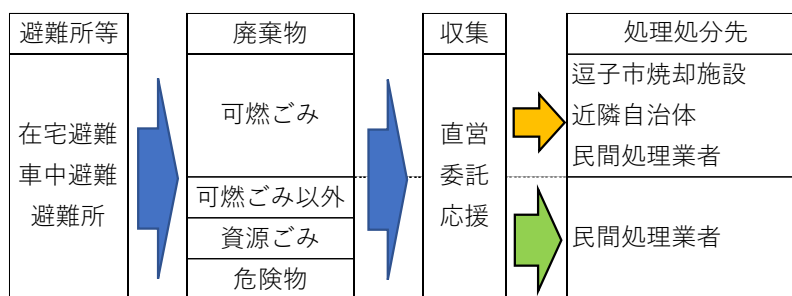 避難所等
在宅避難
車中避難
避難所
廃棄物
可燃ごみ
可燃ごみ以外
資源ごみ
危険物
収集
直営
委託
応援
処理処分先
逗子市焼却施設
近隣自治体
民間処理業者
民間処理業者